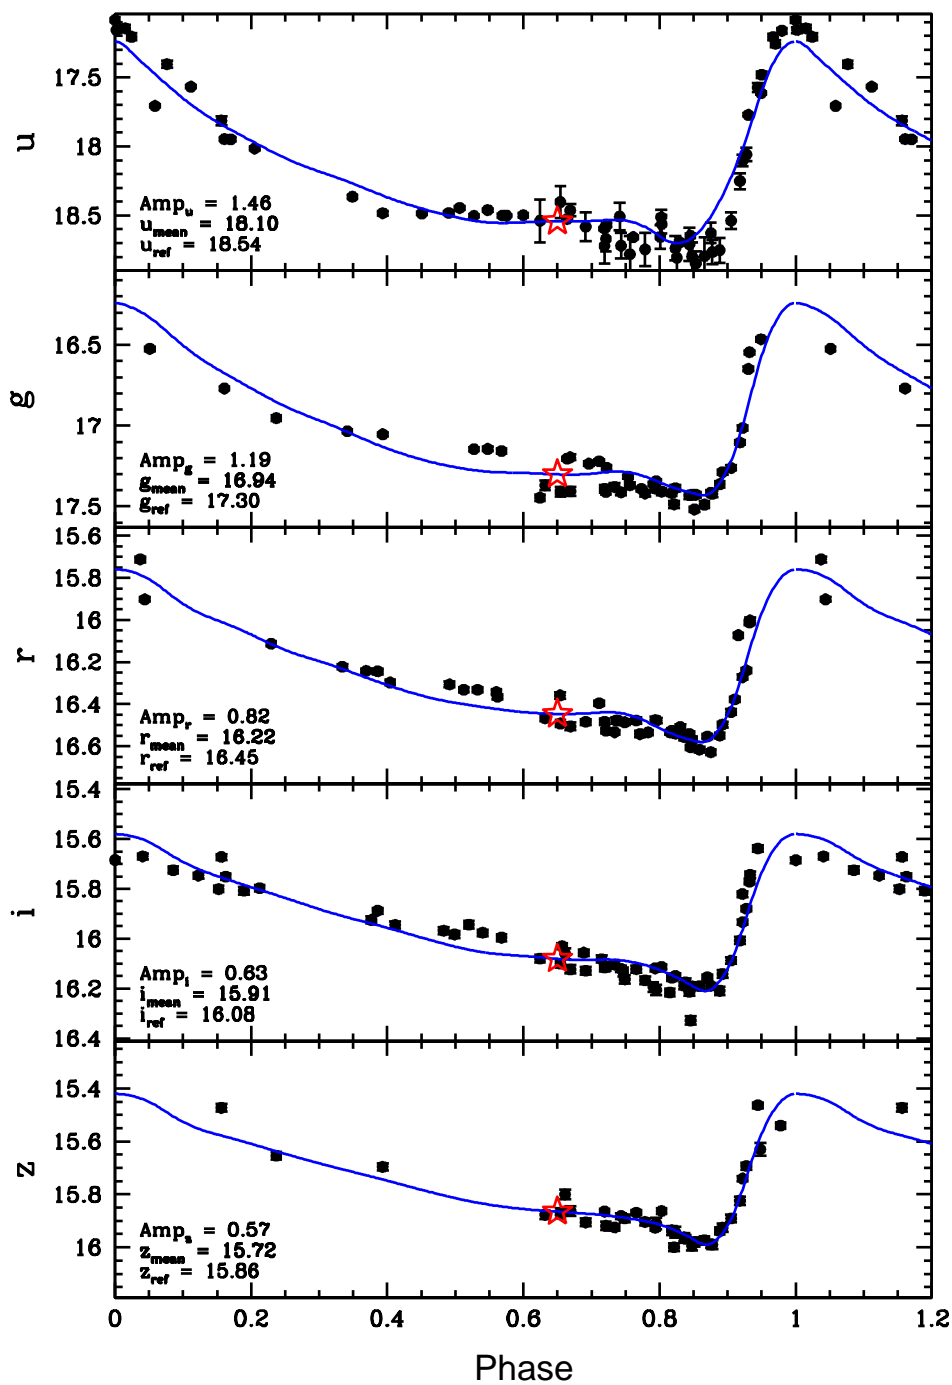 17.5
18
18.5
u
Amp_u = 1.46
u_mean = 18.10
u_ref = 18.54
16.5
17
17.5
g
Amp_g = 1.19
g_mean = 16.94
g_ref = 17.30
15.6
15.8
16
16.2
16.4
16.6
r
Amp_r = 0.82
r_mean = 16.22
r_ref = 16.45
15.4
15.6
15.8
16
16.2
16.4
i
Amp_i = 0.63
i_mean = 15.91
i_ref = 16.08
15.4
15.6
15.8
16
z
Amp_z = 0.57
z_mean = 15.72
z_ref = 15.86
0 0.2 0.4 0.6 0.8 1 1.2
Phase